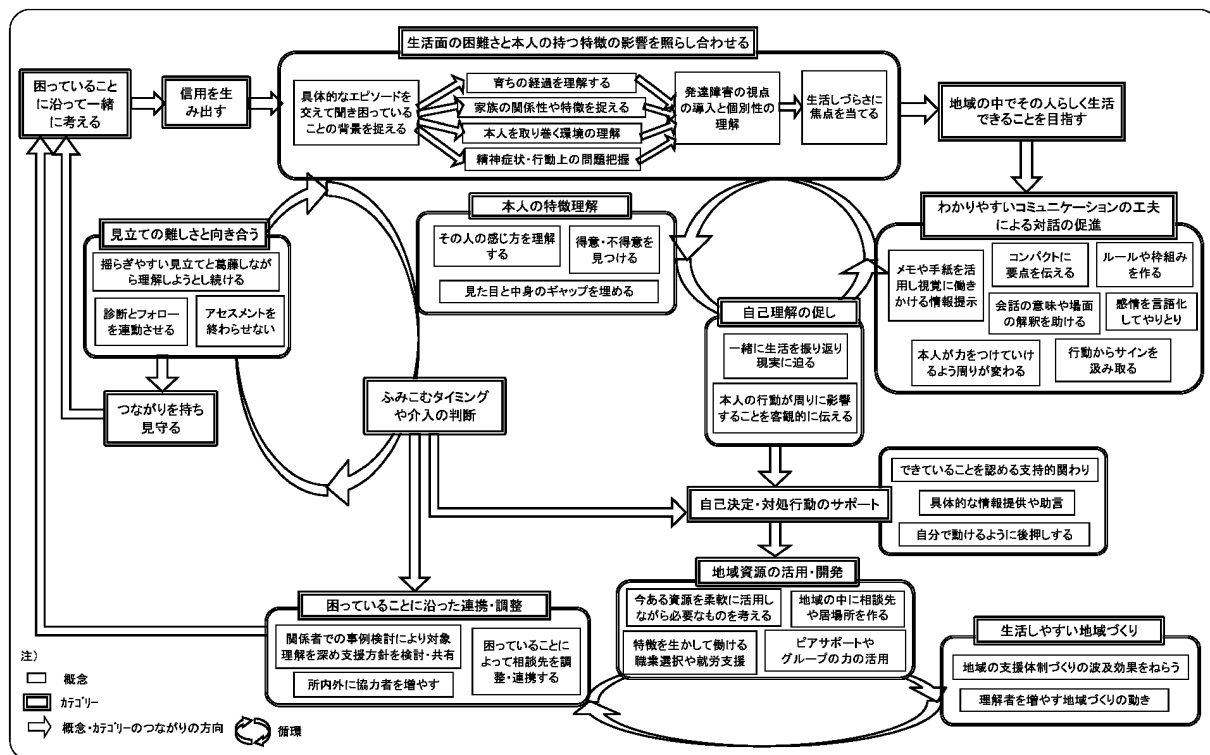 生活面の困難さと本人の持つ特徴の影響を照らし合わせる
困っていること
に沿って一緒
に考える
信用を生
み出す
具体的なエピソードを
交えて聞き困っている
ことの背景を捉える
育ちの経過を理解する
家族の関係性や特徴を捉える
本人を取り巻く環境の理解
精神症状・行動上の問題把握
発達障害の視点
の導入と個別性の
理解
生活しづらさに
焦点を当てる
地域の中でその人らしく生活
できることを目指す
見立ての難しさと向き合う
揺らぎやすい見立てと葛藤しなが
ら理解しようとし続ける
診断とフォロー
を連動させる
アセスメントを
終わらせない
つながりを持ち
見守る
本人の特徴理解
その人の感じ方を理解
する
得意・不得意を
見つける
見た目と中身のギャップを埋める
わかりやすいコミュニケーションの工夫
による対話の促進
メモや手紙を活
用し視覚に働き
かける情報提示
コンパクトに
要点を伝える
ルールや枠組み
を作る
会話の意味や場面
の解釈を助ける
感情を言語化
してやりとり
本人が力をつけていけ
るよう周りが変わる
行動からサインを
汲み取る
自己理解の促し
一緒に生活を振り返り
現実に迫る
本人の行動が周りに影響
することを客観的に伝える
ふみこむタイミング
や介入の判断
自己決定・対処行動のサポート
できていることを認める支持的関わり
具体的な情報提供や助言
自分で動けるように後押しする
地域資源の活用・開発
今ある資源を柔軟に活用し
ながら必要なものを考える
地域の中に相談先
や居場所を作る
特徴を生かして働ける
職業選択や就労支援
ピアサポートや
グループの力の活用
困っていることに沿った連携・調整
関係者での事例検討により対象
理解を深め支援方針を検討・共有
所内外に協力者を増やす
困っていることに
よって相談先を調
整・連携する
生活しやすい地域づくり
地域の支援体制づくりの波及効果をねらう
理解者を増やす地域づくりの動き
注）
概念
カテゴリー
概念・カテゴリーのつながりの方向
循環